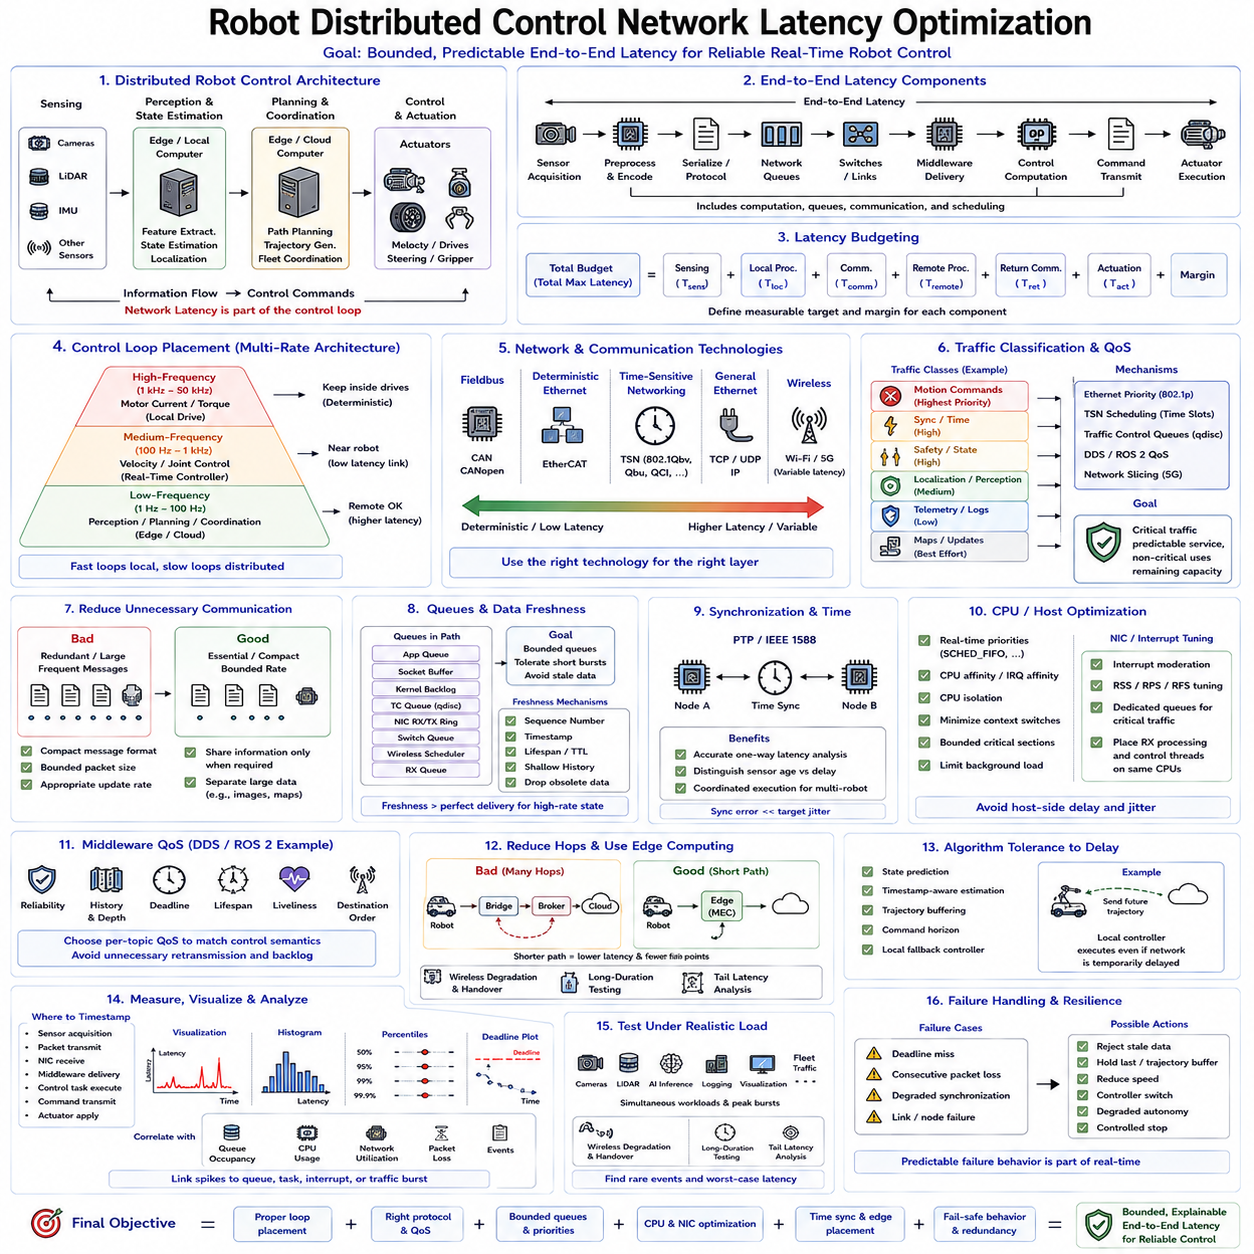 Robot Distributed Control Network Latency Optimization
Goal: Bounded, Predictable End-to-End Latency for Reliable Real-Time Robot Control
1. Distributed Robot Control Architecture
Sensing
Cameras
LiDAR
IMU
Other
Sensors
Perception &
State Estimation
Edge / Local
Computer
Feature Extract.
State Estimation
Localization
Planning &
Coordination
Edge / Cloud
Computer
Path Planning
Trajectory Gen.
Fleet Coordination
Control
& Actuation
Actuators
Melocty / Drives
Steering / Gripper
Information Flow → Control Commands
Network Latency is part of the control loop
2. End-to-End Latency Components
End-to-End Latency
Sensor
Acquisition
Preprocess
& Encode
Serialize /
Protocol
Network
Queues
Switches
/ Links
Middleware
Delivery
Control
Computation
Command
Transmit
Actuator
Execution
Includes computation, queues, communication, and scheduling
3. Latency Budgeting
Total Budget
(Total Max Latency)
=
Sensing
(Tsens)
+
Local Proc.
(Tloc)
+
Comm.
(Tcomm)
+
Remote Proc.
(Tremote)
+
Return Comm.
(Tret)
+
Actuation
(Tact)
+
Margin
Define measurable target and margin for each component
4. Control Loop Placement (Multi-Rate Architecture)
High-Frequency
(1 kHz – S0 kHz)
Motor Current / Torque
(Local Drive)
Keep inside drives
(Deterministic)
Medium-Frequency
(100 Hz – 1 kHz)
Velocity / Joint Control
(Real-Time Controller)
Near robot
(low latency link)
Low-Frequency
(1 Hz – 100 Hz)
Perception / Planning / Coordination
(Edge / Cloud)
Remote OK
(higher latency)
Fast loops local, slow loops distributed
5. Network & Communication Technologies
Fieldbus
CAN
CANopen
Deterministic
Ethernet
EtherCAT
Time-Sensitive
Networking
TSN (802.1Qbv,
Qbu, QCI, ...)
General
Ethernet
TCP / UDP
IP
Wireless
Wi-Fi / 5G
(Variable latency)
Deterministic / Low Latency
Higher Latency / Variable
Use the right technology for the right layer
6. Traffic Classification & QoS
Traffic Classes (Example)
Motion Commands
(Highest Priority)
Sync / Time
(High)
Safety / State
(High)
Localization / Perception
(Medium)
Telemetry / Logs
(Low)
Maps / Updates
(Best Effort)
Mechanisms
Ethernet Priority (802.1p)
TSN Scheduling (Time Slots)
Traffic Control Queues (qdisc)
DDS / ROS 2 QoS
Network Slicing (5G)
Goal
Critical traffic
predictable service,
non-critical uses
remaining capacity
7. Reduce Unnecessary Communication
Bad
Redundant / Large
Frequent Messages
Good
Essential / Compact
Bounded Rate
Compact message format
Bounded packet size
Appropriate update rate
Share information only
when required
Separate large data
(e.g., images, maps)
8. Queues & Data Freshness
Queues in Path
App Queue
Socket Buffer
Kernel Backlog
TC Queue (qdisc)
NIC RX/TX Ring
Switch Queue
Wireless Scheduler
RX Queue
Goal
Bounded queues
Tolerate short bursts
Avoid stale data
Freshness Mechanisms
Sequence Number
Timestamp
Lifespan / TTL
Shallow History
Drop obsolete data
Freshness > perfect delivery for high-rate state
9. Synchronization & Time
PTP / IEEE 1588
Node A
Time Sync
Node B
Benefits
Accurate one-way latency analysis
Distinguish sensor age vs delay
Coordinated execution for multi-robot
Sync error << target jitter
10. CPU / Host Optimization
Real-time priorities
(SCHED_FIFO, ...)
CPU affinity / IRQ affinity
CPU isolation
Minimize context switches
Bounded critical sections
Limit background load
NIC / Interrupt Tuning
Interrupt moderation
RSS / RPS / RFS tuning
Dedicated queues for
critical traffic
Place RX processing
and control threads
on same CPUs
Avoid host-side delay and jitter
11. Middleware QoS (DDS / ROS 2 Example)
Reliability
History
& Depth
Deadline
Lifespan
Liveliness
Destination
Order
Choose per-topic QoS to match control semantics
Avoid unnecessary retransmission and backlog
12. Reduce Hops & Use Edge Computing
Bad (Many Hops)
Robot
Bridge
Broker
Cloud
Good (Short Path)
Robot
Edge
(MEC)
Shorter path = lower latency & fewer points
Wireless Degradation
& Handover
Long-Duration
Testing
Tail Latency
Analysis
13. Algorithm Tolerance to Delay
State prediction
Timestamp-aware estimation
Trajectory buffering
Command horizon
Local fallback controller
Example
Send future
trajectory
Local controller
executes even if network
is temporarily delayed
14. Measure, Visualize & Analyze
Where to Timestamp
Sensor acquisition
Packet transmit
NIC receive
Middleware delivery
Control task execute
Command transmit
Actuator apply
Visualization
Latency
Latency
Time
Histogram
Latency
Percentiles
50%
95%
99%
99.9%
Deadline Plot
Deadline
Time
Correlate with
Queue
Occupancy
CPU
Usage
Network
Utilization
Packet
Loss
Events
Link spikes to queue, task, interrupt, or traffic burst
15. Test Under Realistic Load
Cameras
LIDAR
AI Inference
Logging
Visualization
Fleet
Traffic
Simultaneous workloads & peak bursts
Wireless Degradation
& Handover
Long-Duration
Testing
Tail Latency
Analysis
Find rare events and worst-case latency
16. Failure Handling & Resilience
Failure Cases
Deadline miss
Consecutive packet loss
Degraded synchronization
Link / node failure
Possible Actions
Reject stale data
Hold last / trajectory buffer
Reduce speed
Controller switch
Degraded autonomy
Controlled stop
Predictable failure behavior is part of real-time
Final Objective
=
Proper loop
placement
+
Right protocol
& QoS
+
Bounded queues
& priorities
+
CPU & NIC optimization
+
Time sync & edge
placement
+
Fail-safe behavior
& redundancy
=
Bounded, Explainable
End-to-End Latency
for Reliable Control